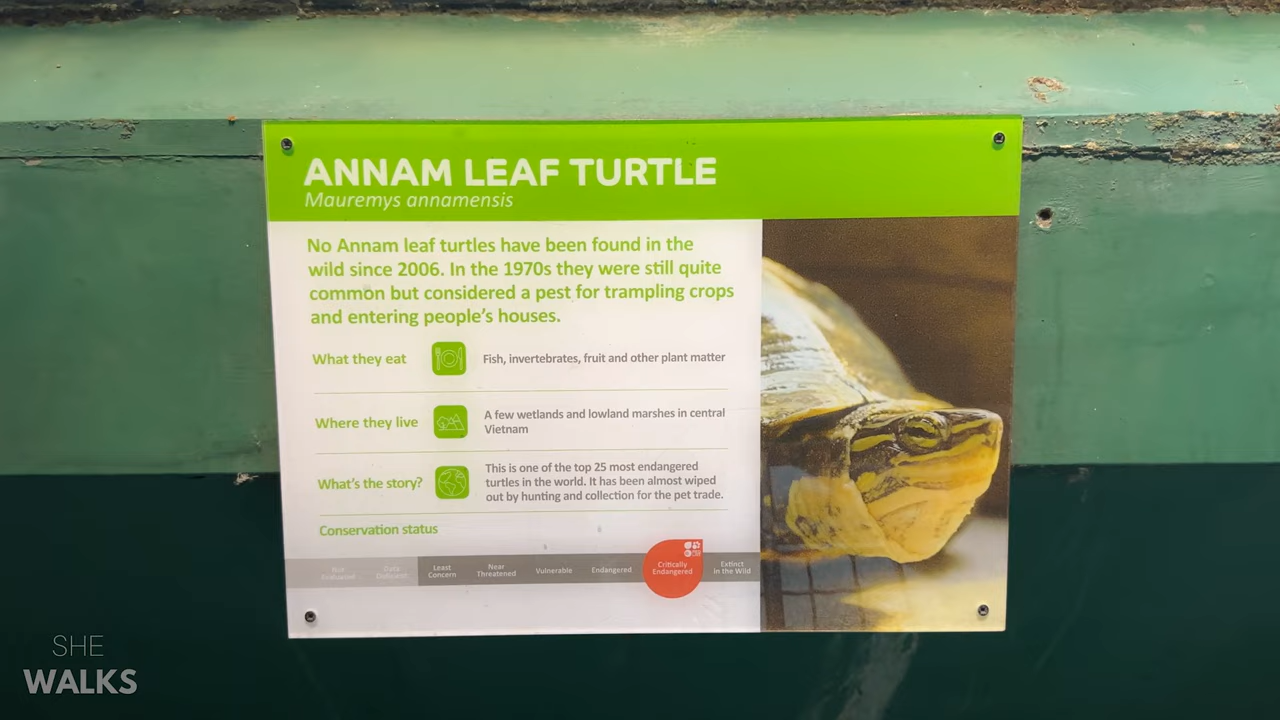 ANNAM LEAF TURTLE
Mauremys annamensis
No Annam leaf turtles have been found in the
wild since 2006. In the 1970s they were still quite
common but considered a pest for trampling crops
and entering people's houses.
What they eat
Fish, invertebrates, fruit and other plant matter
Where they live
A few wetlands and lowland marshes in central
Vietnam
What's the story?
This is one of the top 25 most endangered
turtles in the world. It has been almost wiped
out by hunting and collection for the pet trade.
Conservation status
Not
Evaluated
Data
Deficient
Least
Concern
Near
Threatened
Vulnerable
Endangered
Critically
Endangered
Extinct
in the Wild
SHE
WALKS